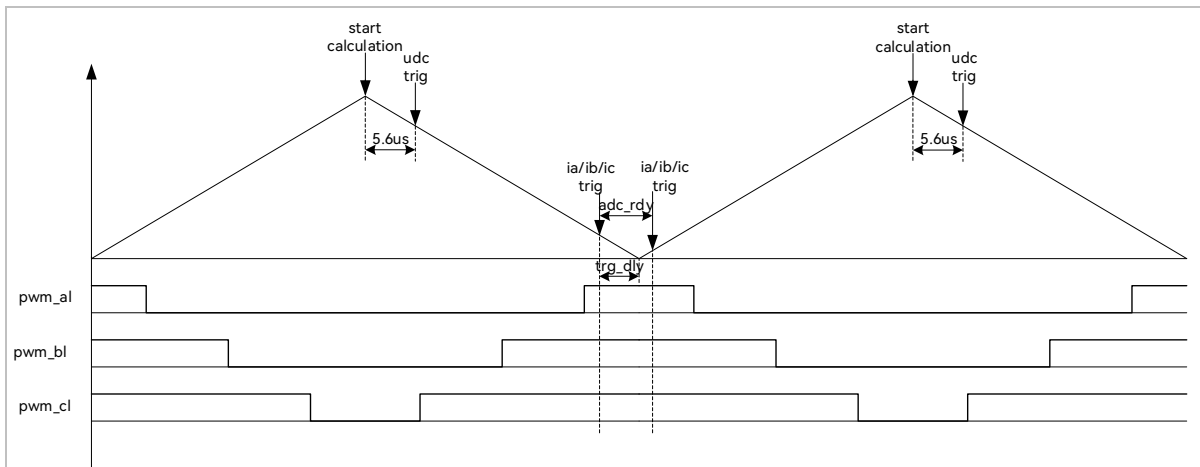 start
calculation
udc
trig
5.6us
ia/ib/ic
trig
ia/ib/ic
trig
adc_rdy
trg_dly
start
calculation
udc
trig
5.6us
pwm_al
pwm_bl
pwm_cl